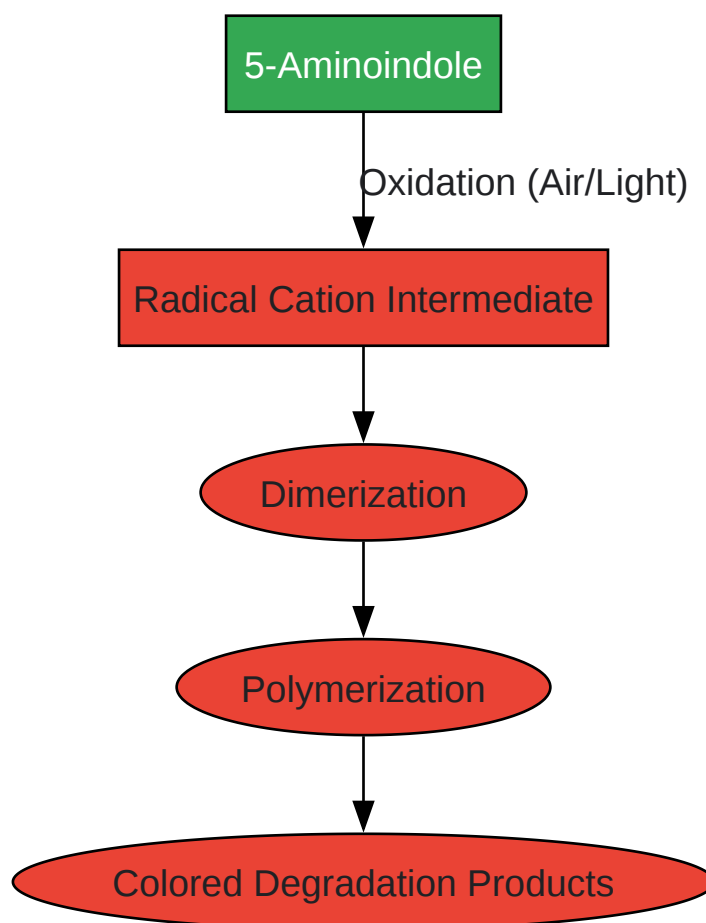 5-Aminoindole
Oxidation (Air/Light)
Radical Cation Intermediate
Dimerization
Polymerization
Colored Degradation Products